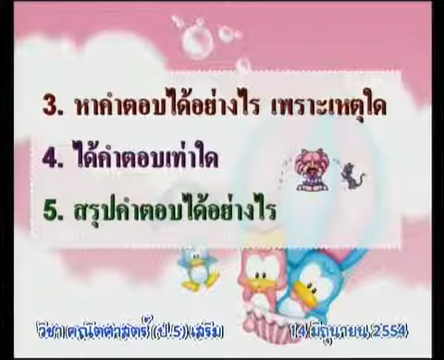 3. หาคำตอบได้อย่างไร เพราะเหตุใด
4. ได้คำตอบเท่าใด
5. สรุปคำตอบได้อย่างไร
วิชา คณิตศาสตร์ (ป.5) เสริม 14 มิถุนายน 2554